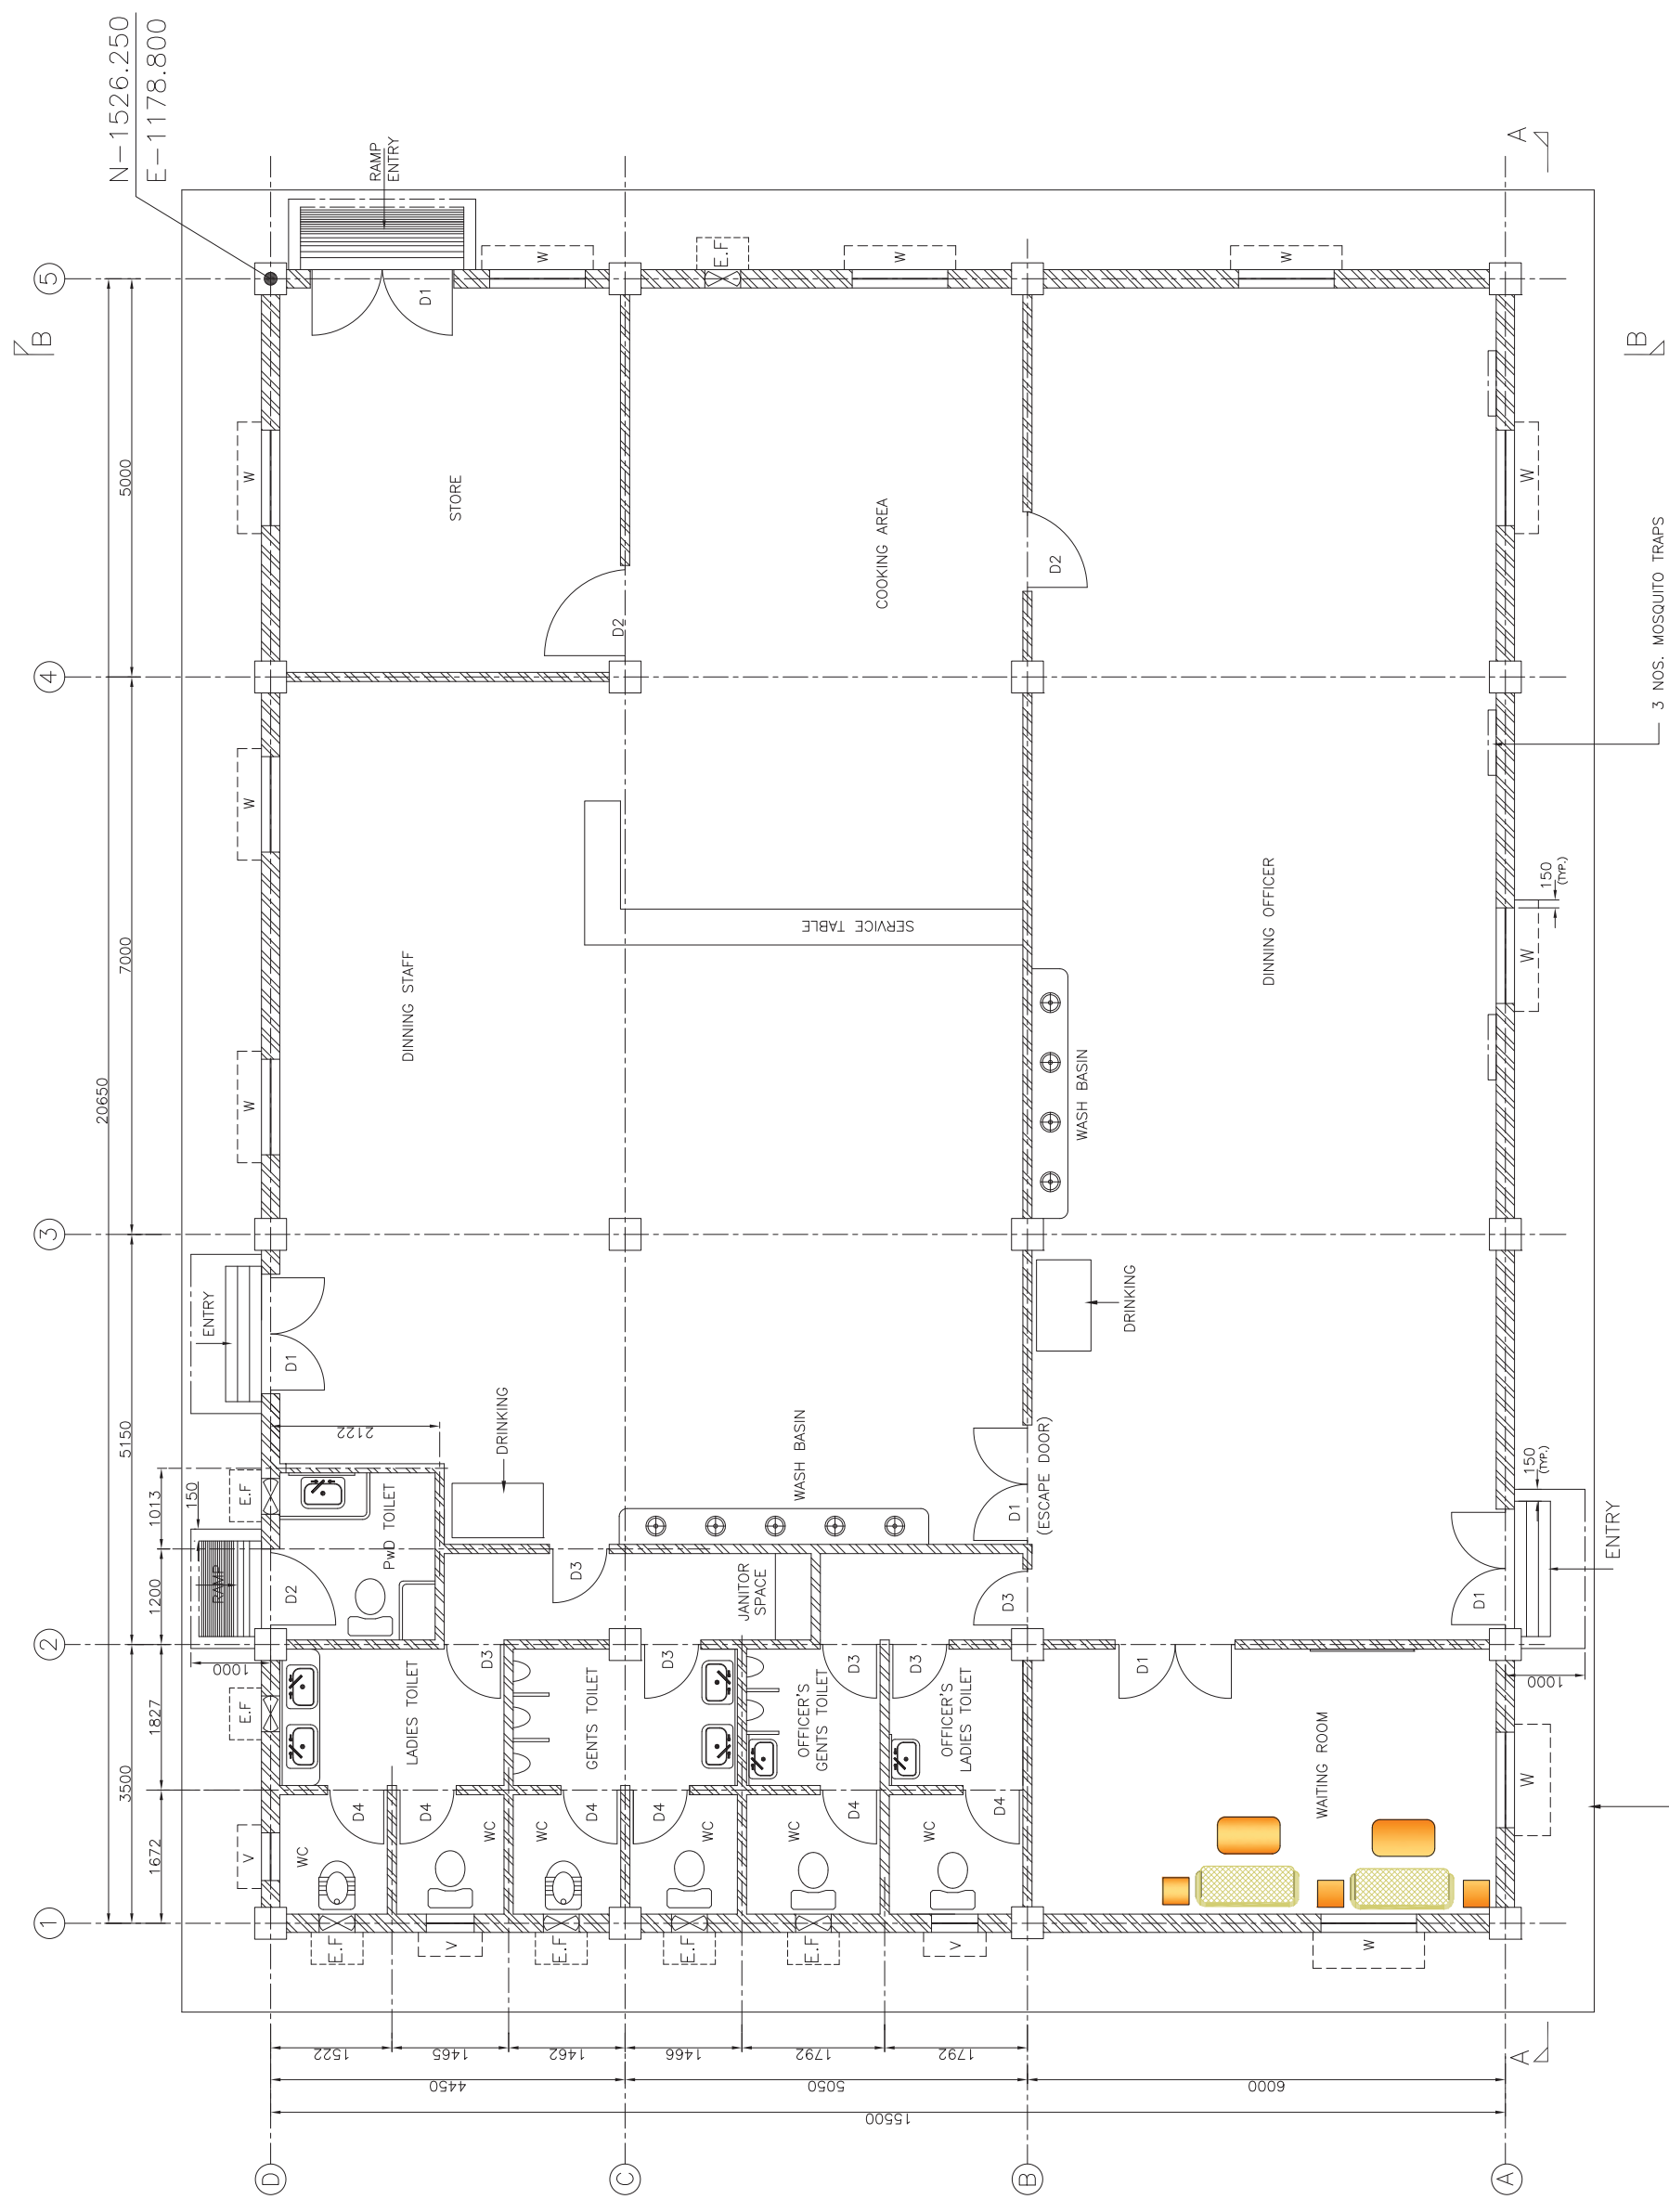 N-1526.250
E-1178.800
RAMP
ENTRY
A
5
B
B
D1
W
E.F
W
W
5000
W
STORE
COOKING AREA
D2
D2
W
3 NOS. MOSQUITO TRAPS
4
20650
7000
W
W
DINNING STAFF
SERVICE TABLE
DINNING OFFICER
WASH BASIN
W
150
(TYP.)
3
5150
ENTRY
D1
2122
DRINKING
DRINKING
WASH BASIN
D1
(ESCAPE DOOR)
150
(TYP.)
ENTRY
D1
1013
150
E.F
1200
RAMP
D2
PwD TOILET
D3
JANITOR
SPACE
D3
2
1000
1000
3500
1827
E.F
LADIES TOILET
D3
GENTS TOILET
D3
OFFICER'S
GENTS TOILET
D3
D3
OFFICER'S
LADIES TOILET
D1
WAITING ROOM
W
1672
V
WC
D4
D4
WC
WC
D4
D4
WC
D4
WC
D4
1
E.F
V
E.F
E.F
E.F
V
W
1522
1465
1462
1466
1792
1792
4450
5050
6000
15500
A
D
C
B
A